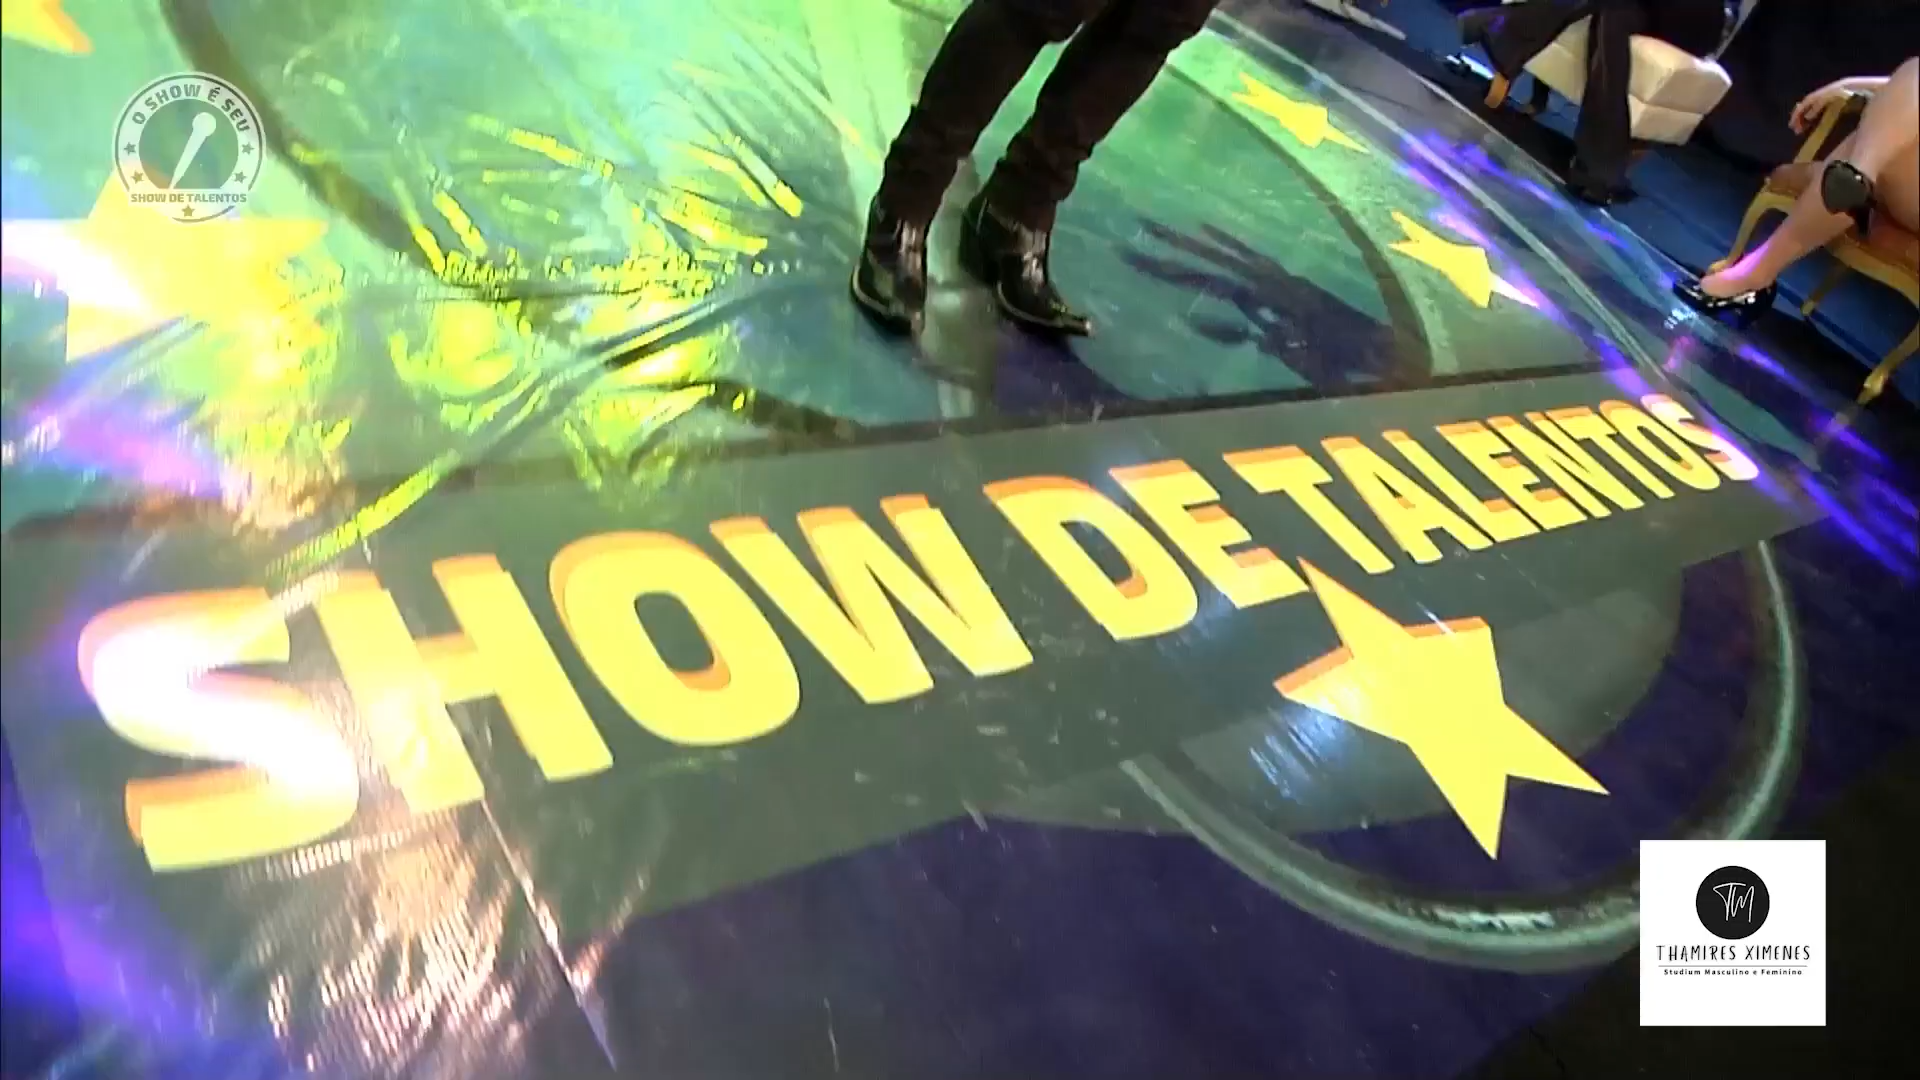 O SHOW É SEU
SHOW DE TALENTOS
SHOW DE TALENTOS
TM
THAMIRES XIMENES
Studium Masculino e Feminino